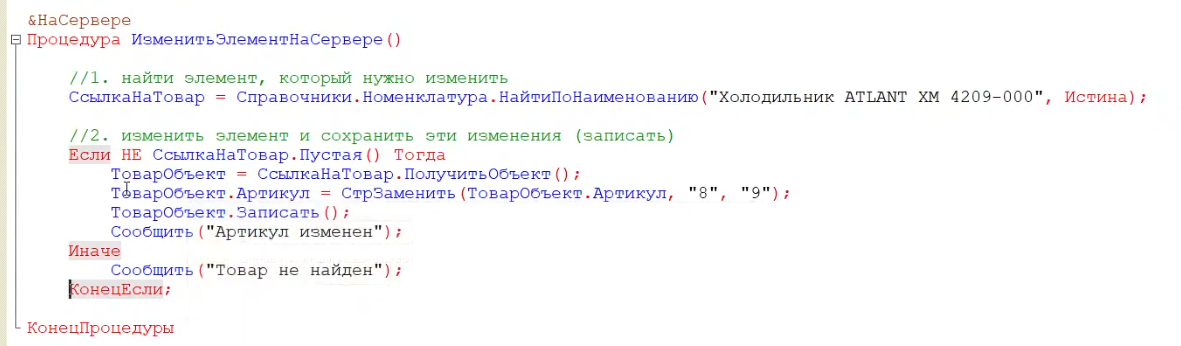 &НаСервере
Процедура ИзменитьЭлементНаСервере()
//1. найти элемент, который нужно изменить
СсылкаНаТовар = Справочники.Номенклатура.НайтиПоНаименованию("Холодильник ATLANT ХМ 4209-000", Истина);
//2. изменить элемент и сохранить эти изменения (записать)
Если НЕ СсылкаНаТовар.Пустая() Тогда
ТоварОбъект = СсылкаНаТовар.ПолучитьОбъект();
ТоварОбъект.Артикул = СтрЗаменить(ТоварОбъект.Артикул, "8", "9");
ТоварОбъект.Записать();
Сообщить("Артикул изменен");
Иначе
Сообщить("Товар не найден");
КонецЕсли;
КонецПроцедуры